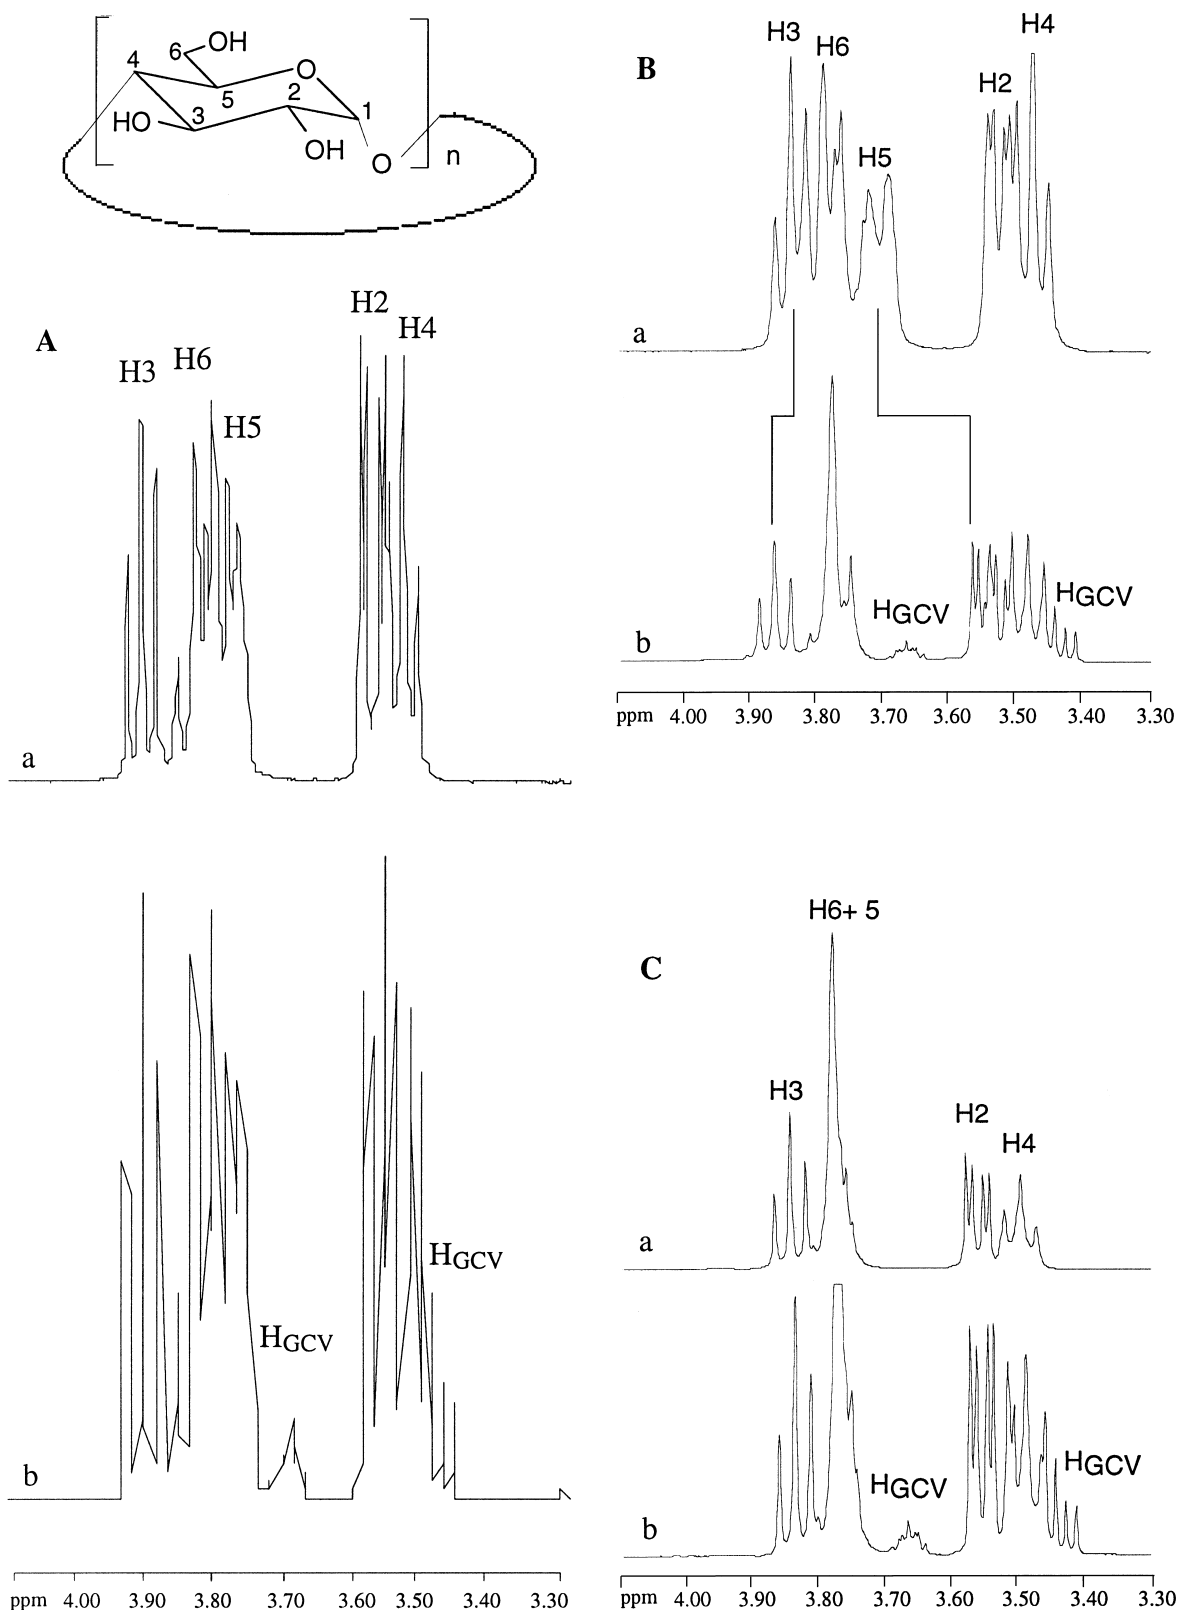 6 OH
4 O
5 2 1
HO 3
OH O n
A
H3 H6 H5 H2 H4
a
HGCV HGCV
b
ppm 4.00 3.90 3.80 3.70 3.60 3.50 3.40 3.30
B
H3 H6 H5 H2 H4
a
HGCV HGCV
b
ppm 4.00 3.90 3.80 3.70 3.60 3.50 3.40 3.30
C
H6+ 5
H3 H2 H4
a
HGCV HGCV
b
ppm 4.00 3.90 3.80 3.70 3.60 3.50 3.40 3.30